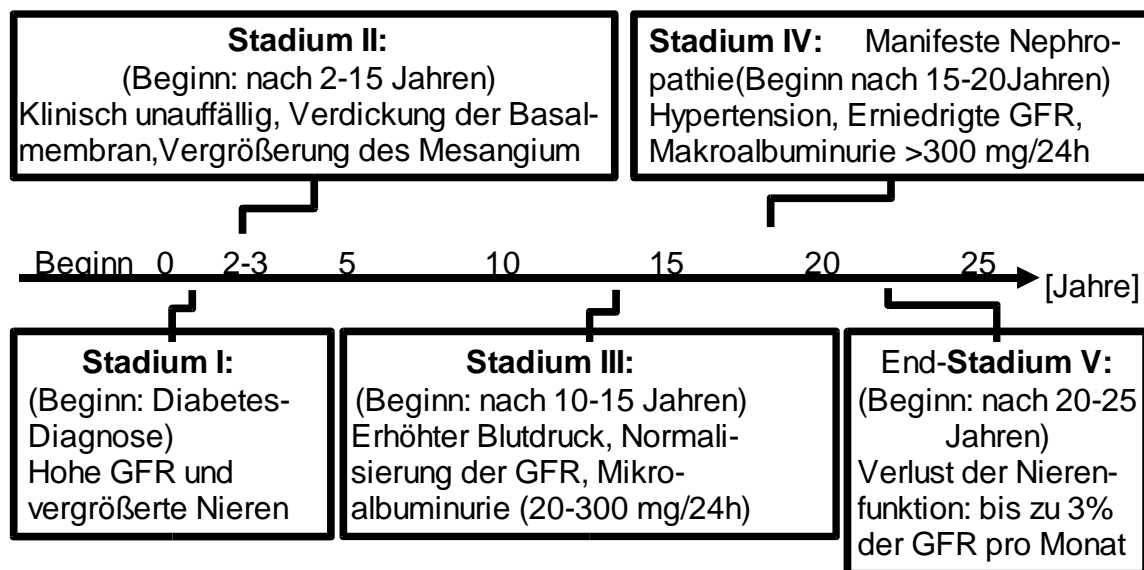 Stadium II:
(Beginn: nach 2-15 Jahren)
Klinisch unauffällig, Verdickung der Basal-
membran,Vergrößerung des Mesangium
Stadium IV: Manifeste Nephro-
pathie(Beginn nach 15-20Jahren)
Hypertension, Erniedrigte GFR,
Makroalbuminurie >300 mg/24h
Beginn 0 2-3 5 10 15 20 25
[Jahre]
Stadium I:
(Beginn: Diabetes-
Diagnose)
Hohe GFR und
vergrößerte Nieren
Stadium III:
(Beginn: nach 10-15 Jahren)
Erhöhter Blutdruck, Normali-
sierung der GFR, Mikro-
albuminurie (20-300 mg/24h)
End-Stadium V:
(Beginn: nach 20-25
Jahren)
Verlust der Nieren-
funktion: bis zu 3%
der GFR pro Monat